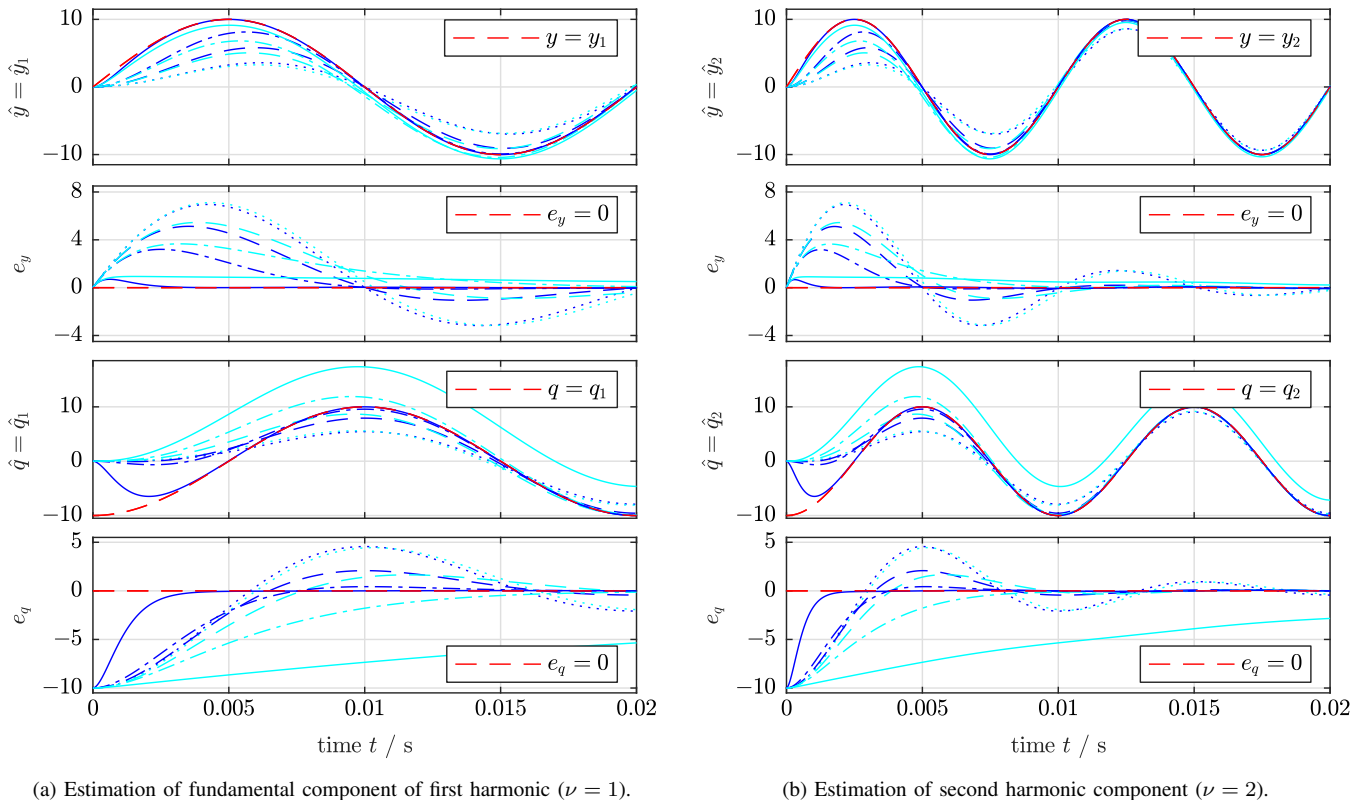 10
0
−10
ŷ = ŷ₁
y = y₁
8
4
0
−4
e_y
e_y = 0
10
0
−10
q̂ = q̂₁
q = q₁
5
0
−5
−10
e_q
e_q = 0
0 0.005 0.01 0.015 0.02
time t / s
(a) Estimation of fundamental component of first harmonic (ν = 1).
10
0
−10
ŷ = ŷ₂
y = y₂
8
4
0
−4
e_y
e_y = 0
10
0
−10
q̂ = q̂₂
q = q₂
5
0
−5
−10
e_q
e_q = 0
0 0.005 0.01 0.015 0.02
time t / s
(b) Estimation of second harmonic component (ν = 2).